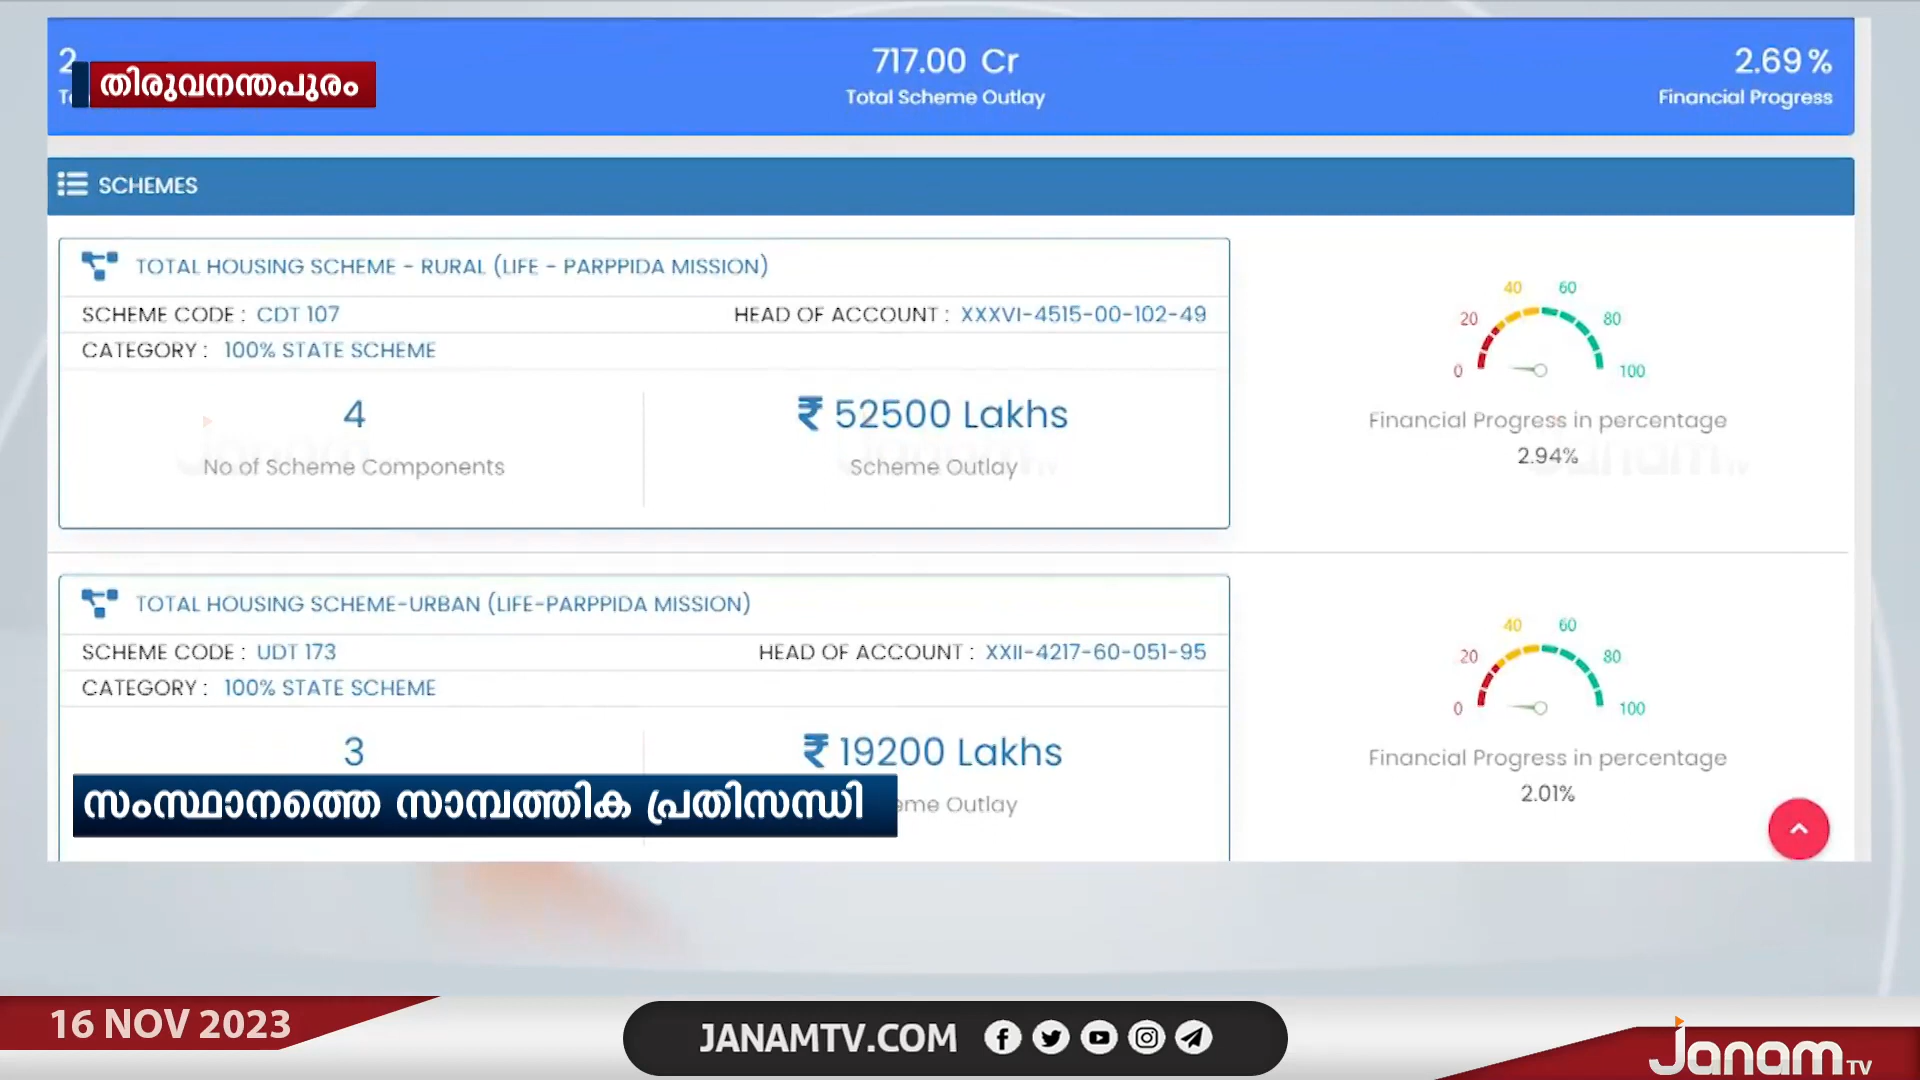 2
717.00 Cr
2.69 %
തിരുവനന്തപുരം
Total Scheme Outlay
Financial Progress
SCHEMES
TOTAL HOUSING SCHEME - RURAL (LIFE - PARPPIDA MISSION)
SCHEME CODE : CDT 107
HEAD OF ACCOUNT : XXXVI-4515-00-102-49
CATEGORY : 100% STATE SCHEME
4
No of Scheme Components
₹ 52500 Lakhs
Scheme Outlay
0 20 40 60 80 100
Financial Progress in percentage
2.94%
TOTAL HOUSING SCHEME-URBAN (LIFE-PARPPIDA MISSION)
SCHEME CODE : UDT 173
HEAD OF ACCOUNT : XXII-4217-60-051-95
CATEGORY : 100% STATE SCHEME
3
₹ 19200 Lakhs
Outlay
0 20 40 60 80 100
Financial Progress in percentage
2.01%
സംസ്ഥാനത്തെ സാമ്പത്തിക പ്രതിസന്ധി
16 NOV 2023
JANAMTV.COM
Janam TV